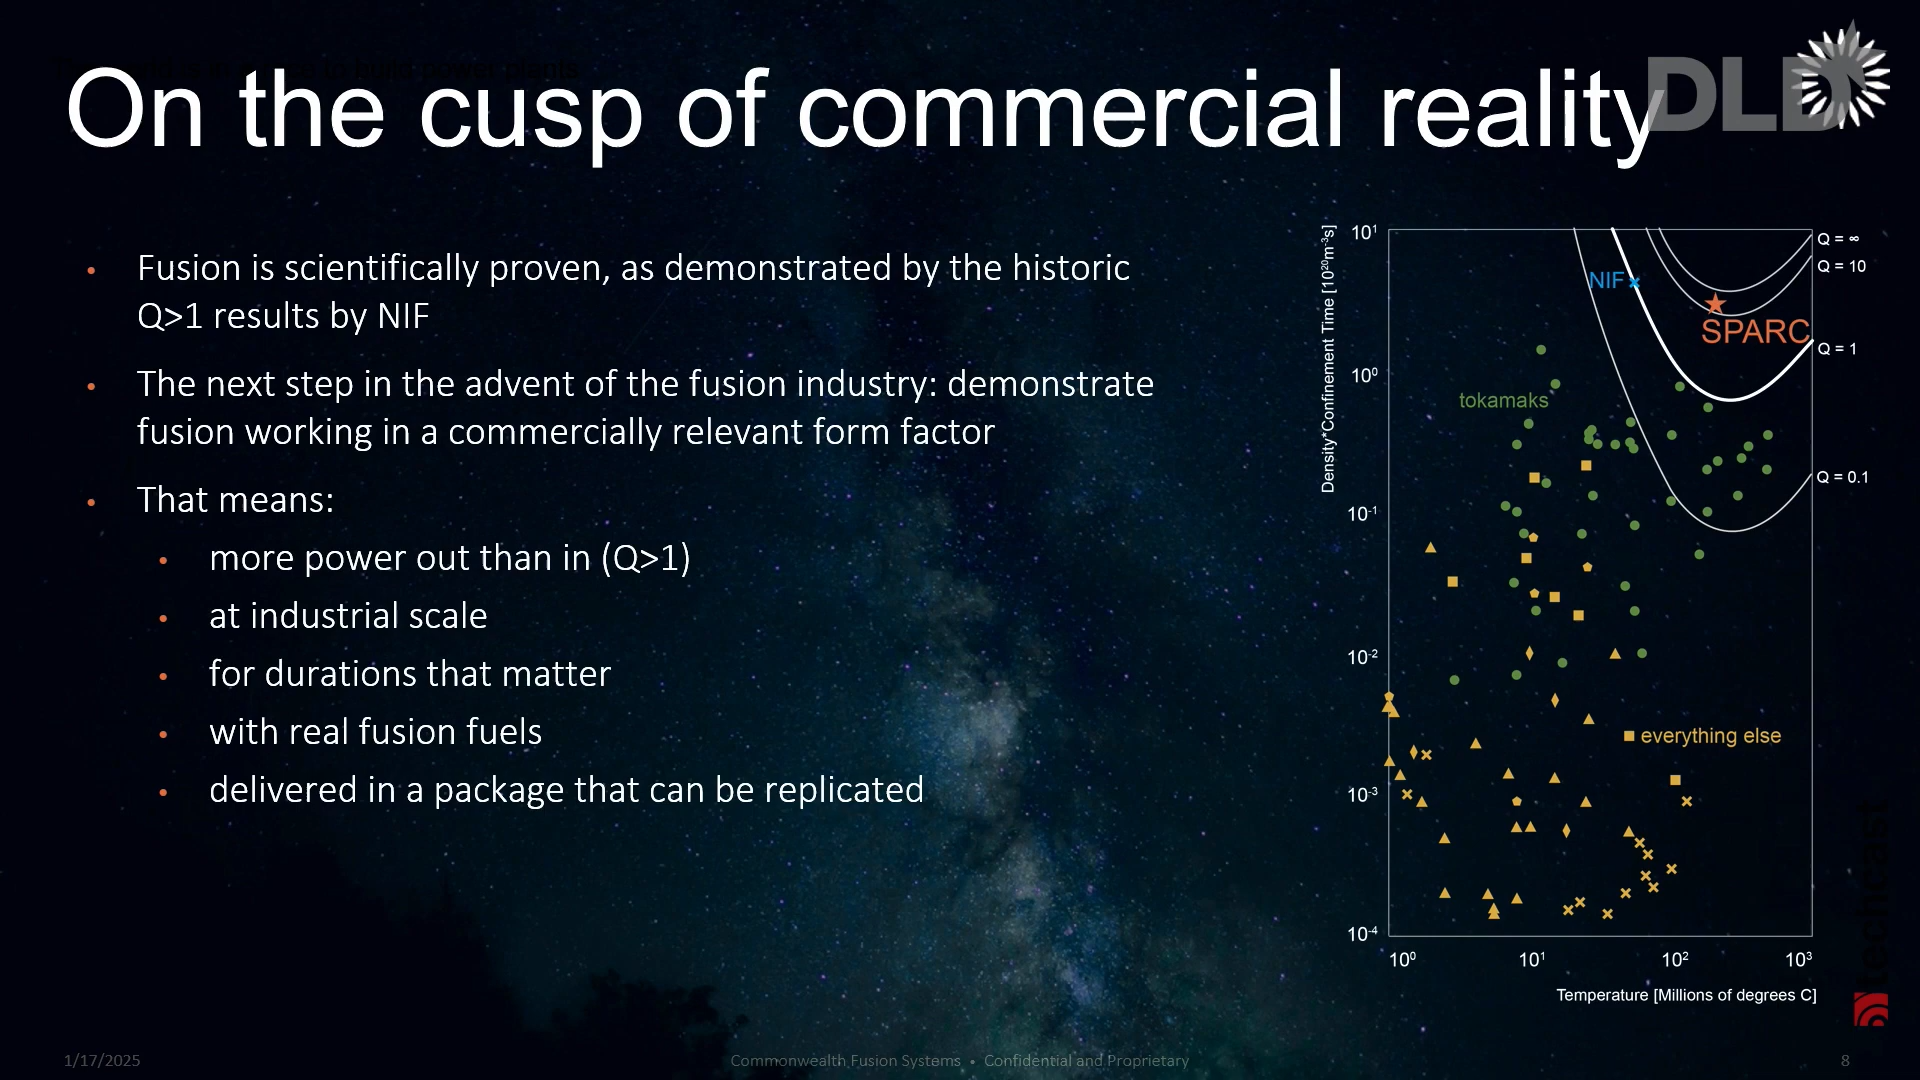 On the cusp of commercial reality
DLD
• Fusion is scientifically proven, as demonstrated by the historic
Q>1 results by NIF
• The next step in the advent of the fusion industry: demonstrate
fusion working in a commercially relevant form factor
• That means:
• more power out than in (Q>1)
• at industrial scale
• for durations that matter
• with real fusion fuels
• delivered in a package that can be replicated
Density*Confinement Time [10²⁰m⁻³s]
10¹
10⁰
10⁻¹
10⁻²
10⁻³
10⁻⁴
Q = ∞
Q = 10
NIF
SPARC
Q = 1
tokamaks
Q = 0.1
everything else
10⁰ 10¹ 10² 10³
Temperature [Millions of degrees C]
1/17/2025
Commonwealth Fusion Systems • Confidential and Proprietary
8